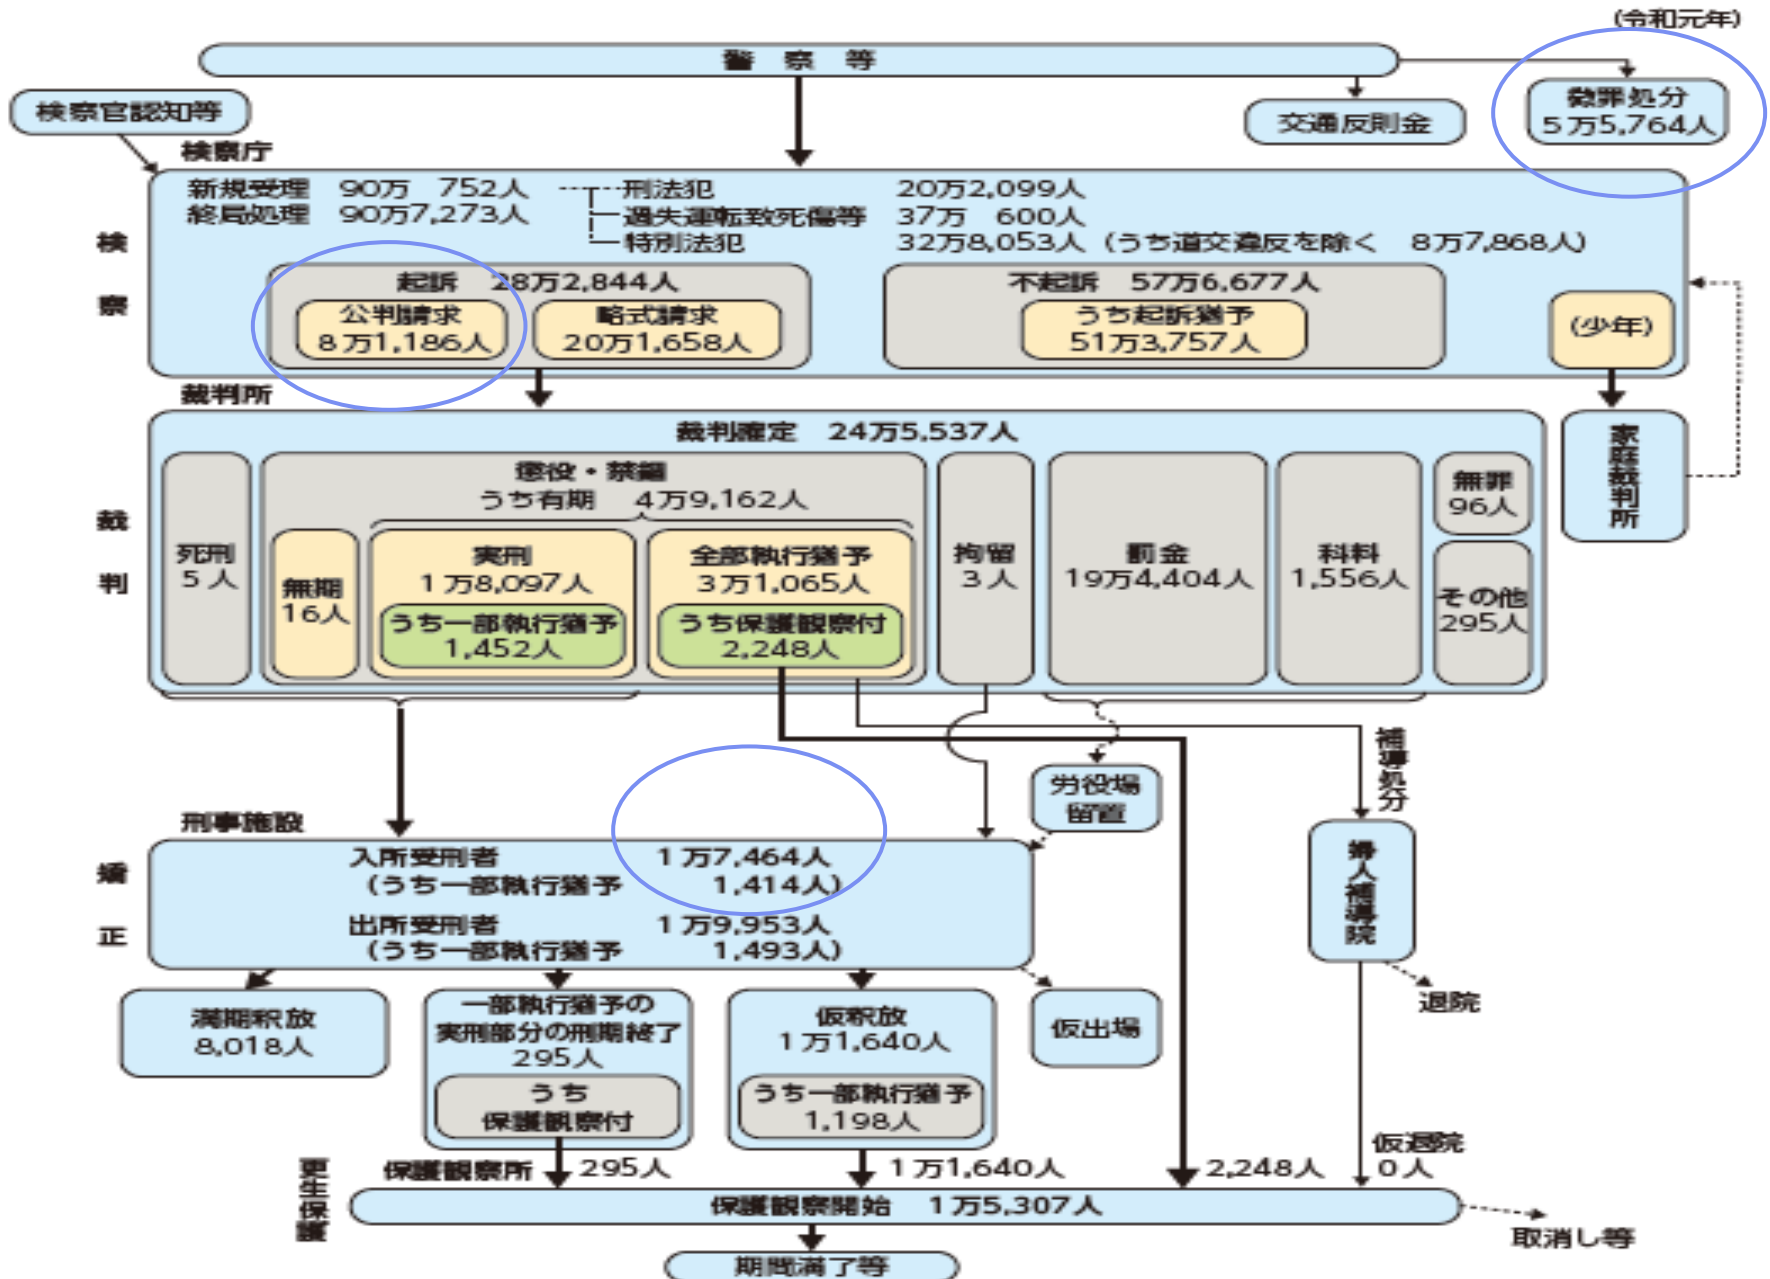 (令和元年)
警 察 等
検察官認知等
交通反則金
微罪処分
5万5,764人
検察庁
新規受理 90万 752人
刑法犯 20万2,099人
終局処理 90万7,273人
過失運転致死傷等 37万 600人
特別法犯 32万8,053人 (うち道交違反を除く 8万7,868人)
検
察
起訴 28万2,844人
公判請求
8万1,186人
略式請求
20万1,658人
不起訴 57万6,677人
うち起訴猶予
51万3,757人
(少年)
裁判所
裁判確定 24万5,537人
裁
判
死刑
5人
懲役・禁錮
うち有期 4万9,162人
無期
16人
実刑
1万8,097人
うち一部執行猶予
1,452人
全部執行猶予
3万1,065人
うち保護観察付
2,248人
拘留
3人
罰金
19万4,404人
科料
1,556人
無罪
96人
その他
295人
家庭裁判所
補導処分
労役場
留置
刑事施設
矯
正
入所受刑者 1万7,464人
(うち一部執行猶予 1,414人)
出所受刑者 1万9,953人
(うち一部執行猶予 1,493人)
婦人補導院
退院
満期釈放
8,018人
一部執行猶予の
実刑部分の刑期終了
295人
うち
保護観察付
仮釈放
1万1,640人
うち一部執行猶予
1,198人
仮出場
更生保護
保護観察所
295人
1万1,640人
2,248人
仮退院
0人
保護観察開始 1万5,307人
取消し等
期間満了等